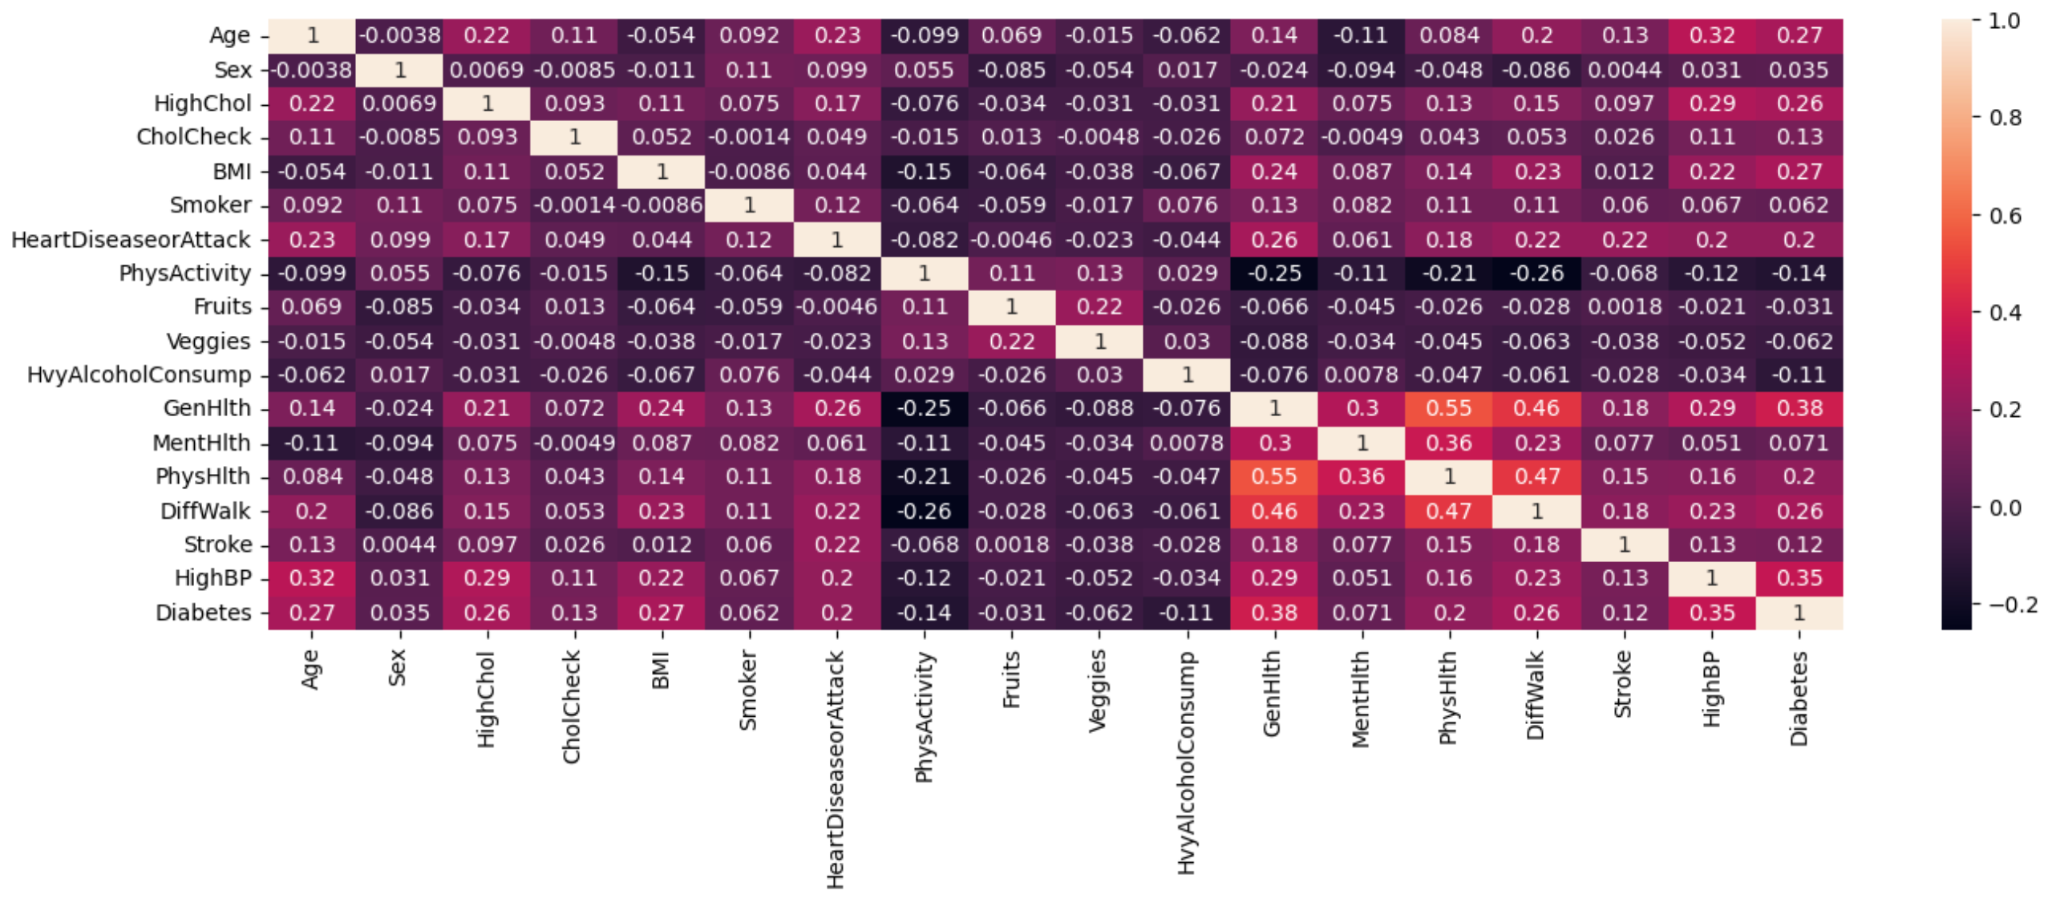 Age 1 -0.0038 0.22 0.11 -0.054 0.092 0.23 -0.099 0.069 -0.015 -0.062 0.14 -0.11 0.084 0.2 0.13 0.32 0.27
Sex -0.0038 1 0.0069 -0.0085 -0.011 0.11 0.099 0.055 -0.085 -0.054 0.017 -0.024 -0.094 -0.048 -0.086 0.0044 0.031 0.035
HighChol 0.22 0.0069 1 0.093 0.11 0.075 0.17 -0.076 -0.034 -0.031 -0.031 0.21 0.075 0.13 0.15 0.097 0.29 0.26
CholCheck 0.11 -0.0085 0.093 1 0.052 -0.0014 0.049 -0.015 0.013 -0.0048 -0.026 0.072 -0.0049 0.043 0.053 0.026 0.11 0.13
BMI -0.054 -0.011 0.11 0.052 1 -0.0086 0.044 -0.15 -0.064 -0.038 -0.067 0.24 0.087 0.14 0.23 0.012 0.22 0.27
Smoker 0.092 0.11 0.075 -0.0014 -0.0086 1 0.12 -0.064 -0.059 -0.017 0.076 0.13 0.082 0.11 0.11 0.06 0.067 0.062
HeartDiseaseorAttack 0.23 0.099 0.17 0.049 0.044 0.12 1 -0.082 -0.0046 -0.023 -0.044 0.26 0.061 0.18 0.22 0.22 0.2 0.2
PhysActivity -0.099 0.055 -0.076 -0.015 -0.15 -0.064 -0.082 1 0.11 0.13 0.029 -0.25 -0.11 -0.21 -0.26 -0.068 -0.12 -0.14
Fruits 0.069 -0.085 -0.034 0.013 -0.064 -0.059 -0.0046 0.11 1 0.22 -0.026 -0.066 -0.045 -0.026 -0.028 0.0018 -0.021 -0.031
Veggies -0.015 -0.054 -0.031 -0.0048 -0.038 -0.017 -0.023 0.13 0.22 1 0.03 -0.088 -0.034 -0.045 -0.063 -0.038 -0.052 -0.062
HvyAlcoholConsump -0.062 0.017 -0.031 -0.026 -0.067 0.076 -0.044 0.029 -0.026 0.03 1 -0.076 0.0078 -0.047 -0.061 -0.028 -0.034 -0.11
GenHlth 0.14 -0.024 0.21 0.072 0.24 0.13 0.26 -0.25 -0.066 -0.088 -0.076 1 0.3 0.55 0.46 0.18 0.29 0.38
MentHlth -0.11 -0.094 0.075 -0.0049 0.087 0.082 0.061 -0.11 -0.045 -0.034 0.0078 0.3 1 0.36 0.23 0.077 0.051 0.071
PhysHlth 0.084 -0.048 0.13 0.043 0.14 0.11 0.18 -0.21 -0.026 -0.045 -0.047 0.55 0.36 1 0.47 0.15 0.16 0.2
DiffWalk 0.2 -0.086 0.15 0.053 0.23 0.11 0.22 -0.26 -0.028 -0.063 -0.061 0.46 0.23 0.47 1 0.18 0.23 0.26
Stroke 0.13 0.0044 0.097 0.026 0.012 0.06 0.22 -0.068 0.0018 -0.038 -0.028 0.18 0.077 0.15 0.18 1 0.13 0.12
HighBP 0.32 0.031 0.29 0.11 0.22 0.067 0.2 -0.12 -0.021 -0.052 -0.034 0.29 0.051 0.16 0.23 0.13 1 0.35
Diabetes 0.27 0.035 0.26 0.13 0.27 0.062 0.2 -0.14 -0.031 -0.062 -0.11 0.38 0.071 0.2 0.26 0.12 0.35 1
Age
Sex
HighChol
CholCheck
BMI
Smoker
HeartDiseaseorAttack
PhysActivity
Fruits
Veggies
HvyAlcoholConsump
GenHlth
MentHlth
PhysHlth
DiffWalk
Stroke
HighBP
Diabetes
1.0
0.8
0.6
0.4
0.2
0.0
−0.2